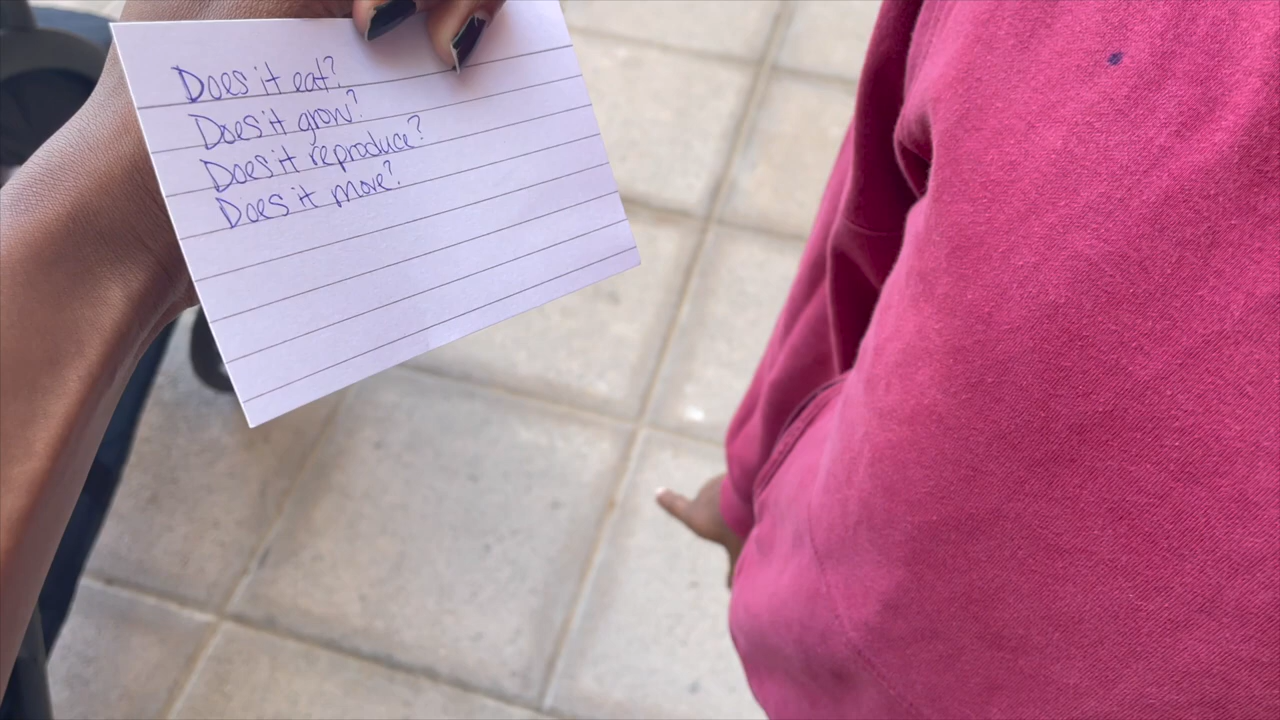 Does it eat?
Does it grow?
Does it reproduce?
Does it move?